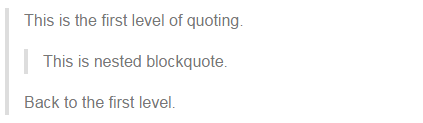 This is the first level of quoting.
This is nested blockquote.
Back to the first level.